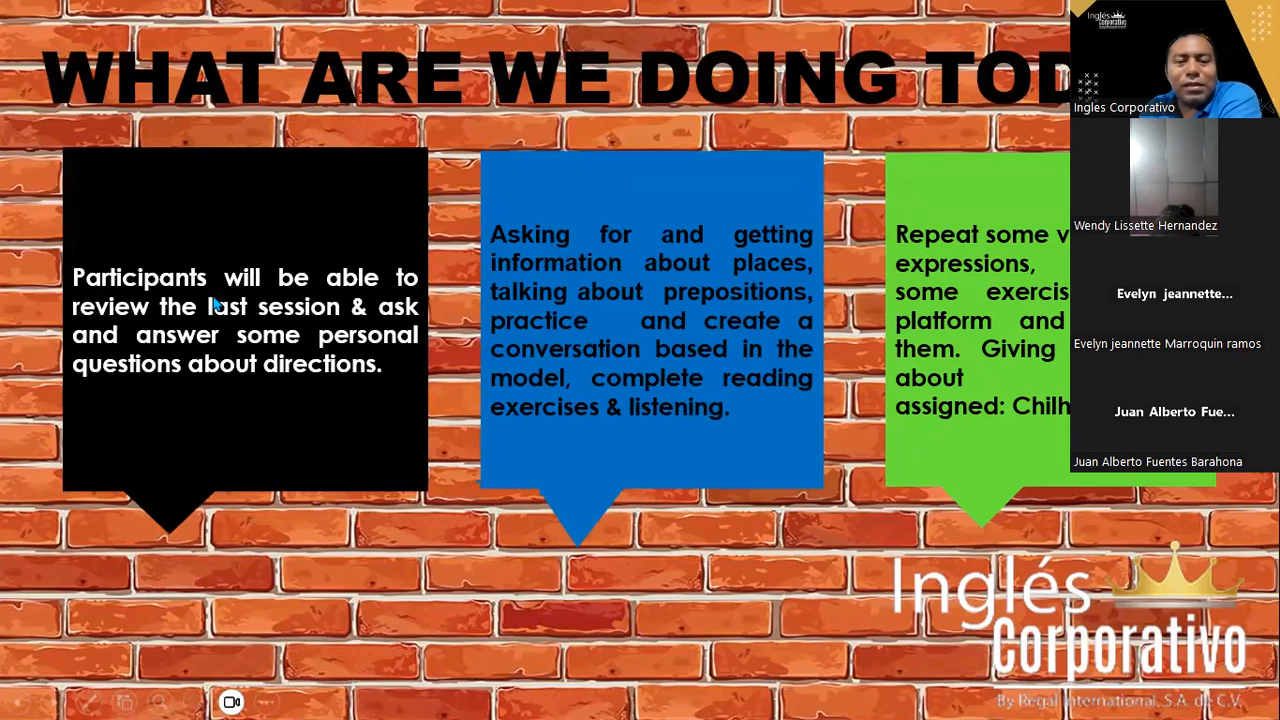 WHAT ARE WE DOING
Participants will be able to
review the last session & ask
and answer some personal
questions about directions.
Asking for and getting
information about places,
talking about prepositions,
practice and create a
conversation based in the
model, complete reading
exercises & listening.
Repeat some
expressions,
some
platform and
them. Giving
about
assigned:
Inglés
Corporativo
Ingles Corporativo
Wendy Lissette Hernandez
Evelyn jeannette...
Evelyn jeannette Marroquin ramos
Juan Alberto Fue...
Juan Alberto Fuentes Barahona
Inglés
Corporativo
By Regal International, S.A. de C.V.